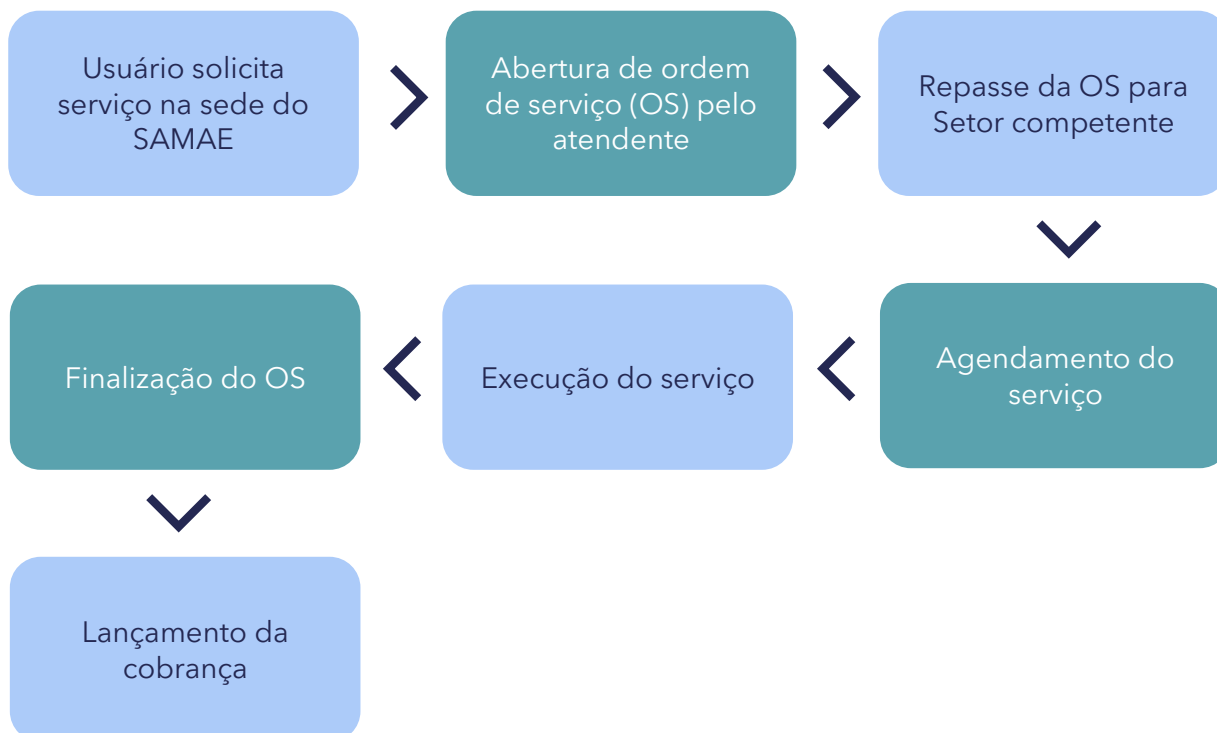 Usuário solicita
serviço na sede do
SAMAE
Abertura de ordem
de serviço (OS) pelo
atendente
Repasse da OS para
Setor competente
Agendamento do
serviço
Execução do serviço
Finalização do OS
Lançamento da
cobrança